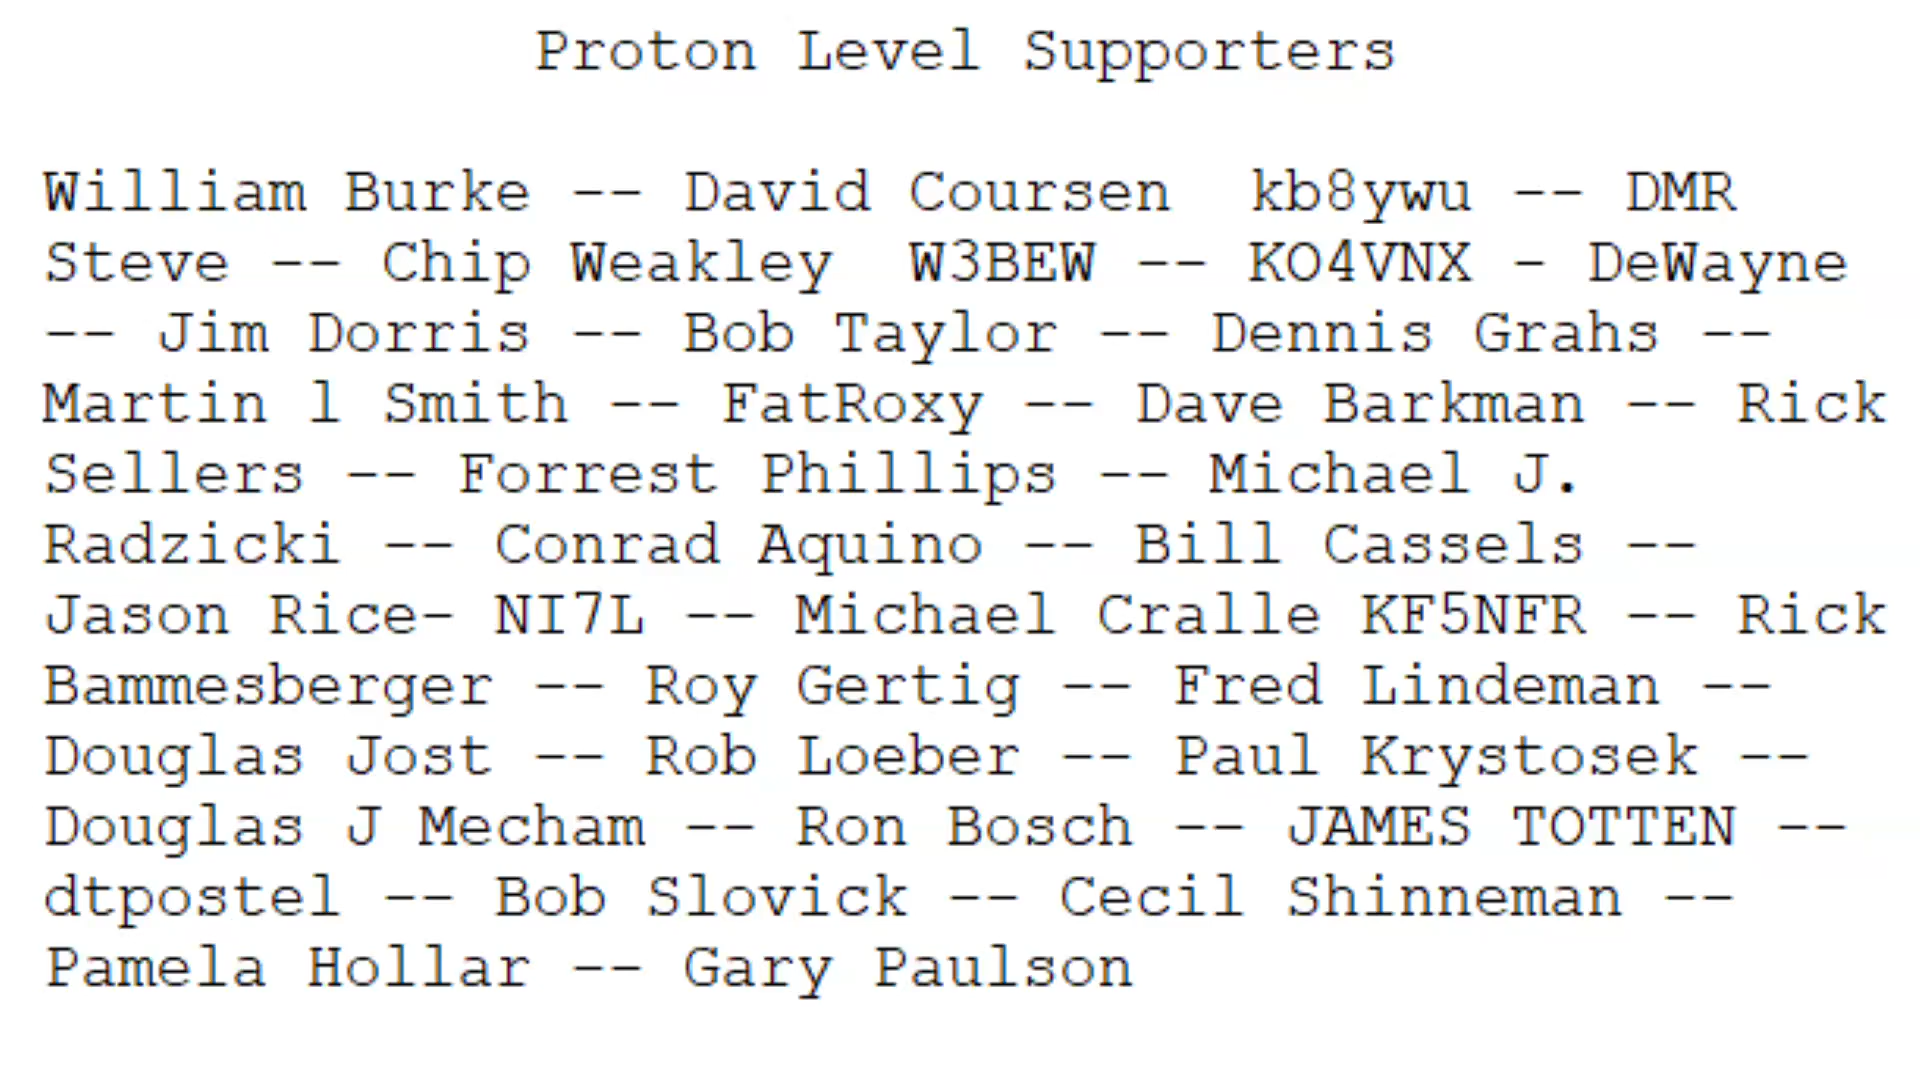 Proton Level Supporters
William Burke -- David Coursen  kb8ywu -- DMR
Steve -- Chip Weakley  W3BEW -- KO4VNX - DeWayne
-- Jim Dorris -- Bob Taylor -- Dennis Grahs --
Martin l Smith -- FatRoxy -- Dave Barkman -- Rick
Sellers -- Forrest Phillips -- Michael J.
Radzicki -- Conrad Aquino -- Bill Cassels --
Jason Rice- NI7L -- Michael Cralle KF5NFR -- Rick
Bammesberger -- Roy Gertig -- Fred Lindeman --
Douglas Jost -- Rob Loeber -- Paul Krystosek --
Douglas J Mecham -- Ron Bosch -- JAMES TOTTEN --
dtpostel -- Bob Slovick -- Cecil Shinneman --
Pamela Hollar -- Gary Paulson